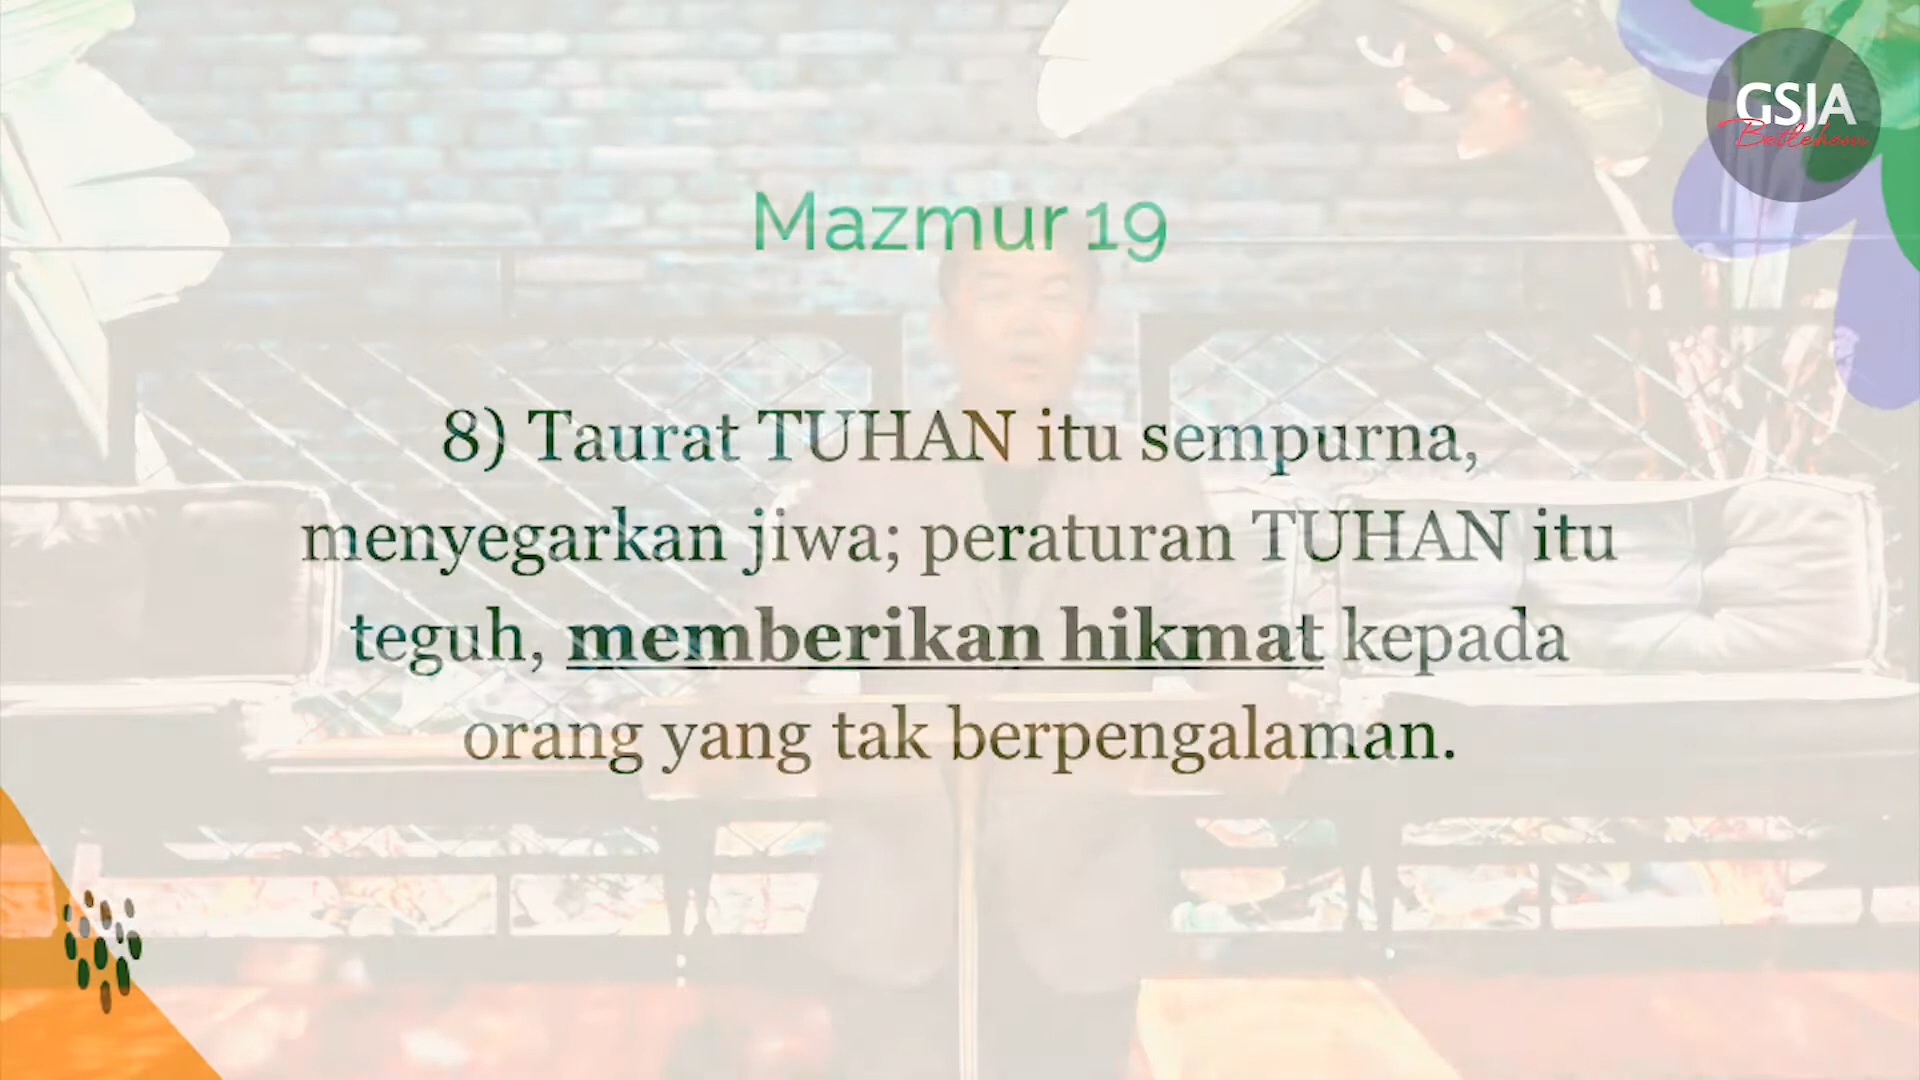 GSJA
Betlehem
Mazmur 19
8) Taurat TUHAN itu sempurna,
menyegarkan jiwa; peraturan TUHAN itu
teguh, memberikan hikmat kepada
orang yang tak berpengalaman.